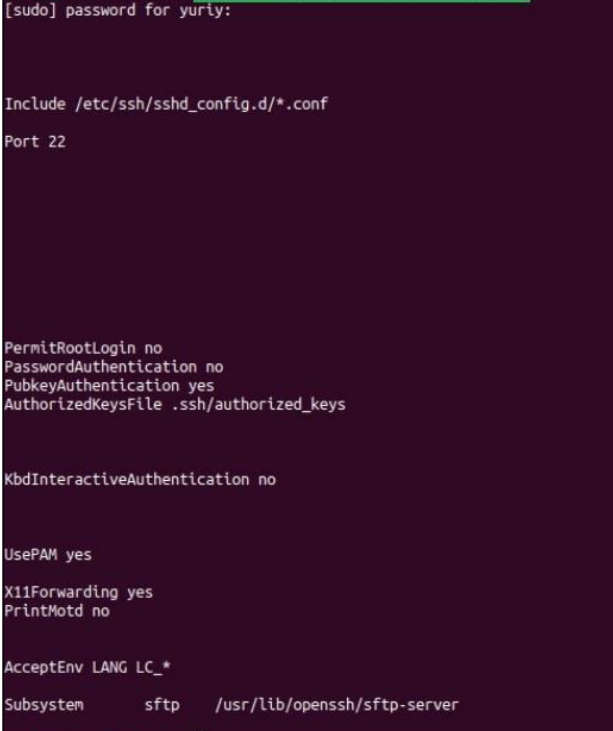 [sudo] password for yuriy:
Include /etc/ssh/sshd_config.d/*.conf
Port 22
PermitRootLogin no
PasswordAuthentication no
PubkeyAuthentication yes
AuthorizedKeysFile .ssh/authorized_keys
KbdInteractiveAuthentication no
UsePAM yes
X11Forwarding yes
PrintMotd no
AcceptEnv LANG LC_*
Subsystem sftp /usr/lib/openssh/sftp-server